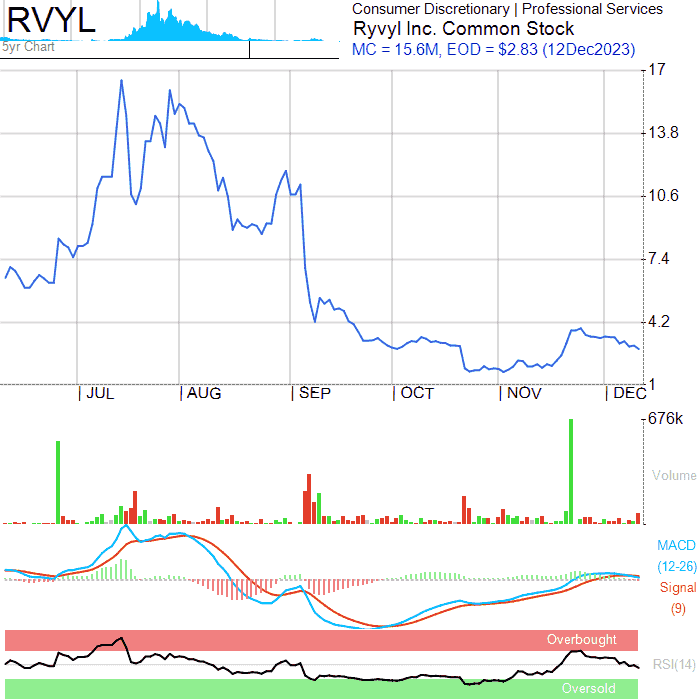 RVYL
5yr Chart
Consumer Discretionary | Professional Services
Ryvyl Inc. Common Stock
MC = 15.6M, EOD = $2.83 (12Dec2023)
17
13.8
10.6
7.4
4.2
1
| JUL | AUG | SEP | OCT | NOV | DEC
676k
Volume
MACD
(12-26)
Signal
(9)
Overbought
RSI(14)
Oversold